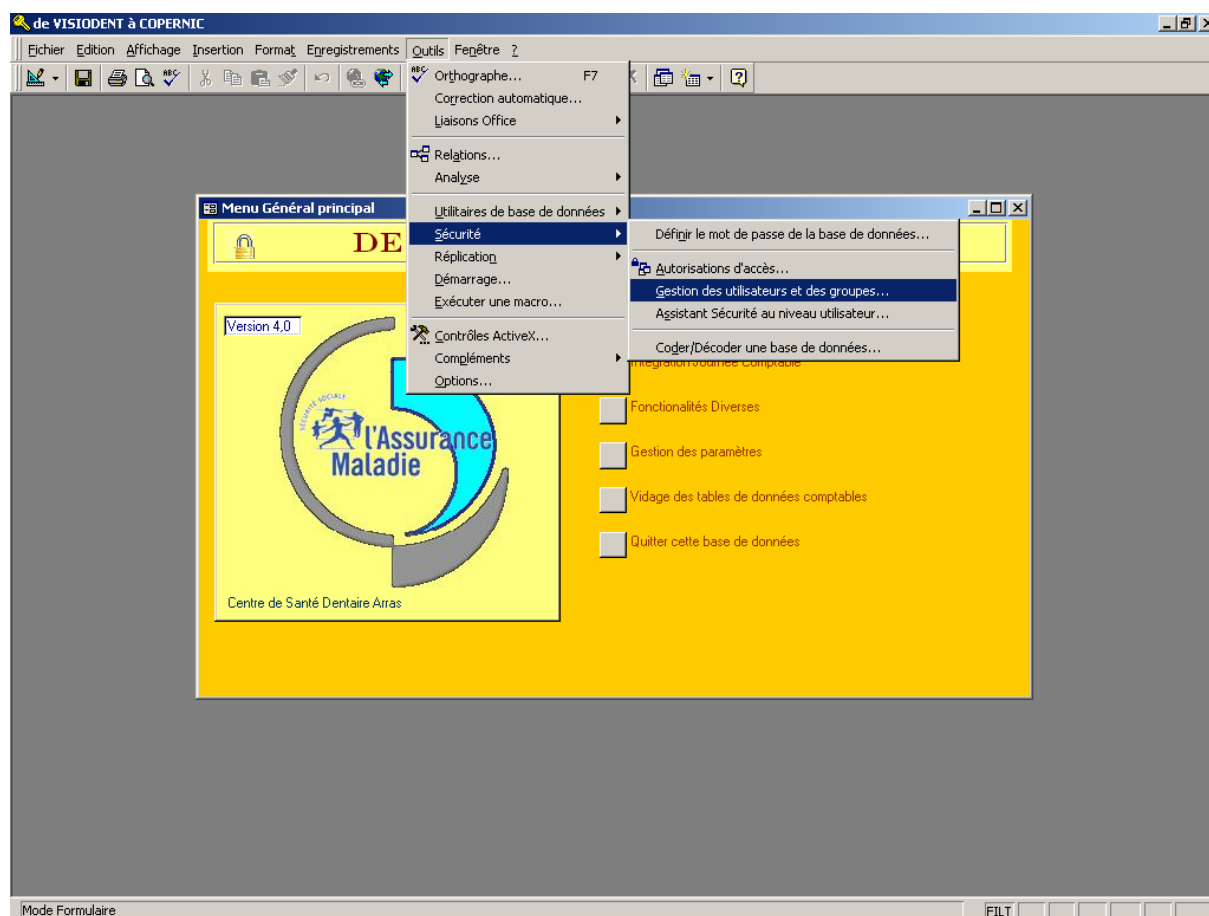 de VISIODENT à COPERNIC
Fichier Edition Affichage Insertion Format Enregistrements Outils Fenêtre ?
Orthographe... F7
Correction automatique...
Liaisons Office
Relations...
Analyse
Menu Général principal
Utilitaires de base de données
DE
Sécurité
Définir le mot de passe de la base de données...
Réplication
Autorisations d'accès...
Démarrage...
Gestion des utilisateurs et des groupes...
Exécuter une macro...
Assistant Sécurité au niveau utilisateur...
Version 4,0
Contrôles ActiveX...
Coder/Décoder une base de données...
Compléments
Intégration Journée Comptable
Options...
Fonctionalités Diverses
SÉCURITÉ SOCIALE
l'Assurance
Maladie
Gestion des paramètres
Vidage des tables de données comptables
Quitter cette base de données
Centre de Santé Dentaire Arras
Mode Formulaire
FILT